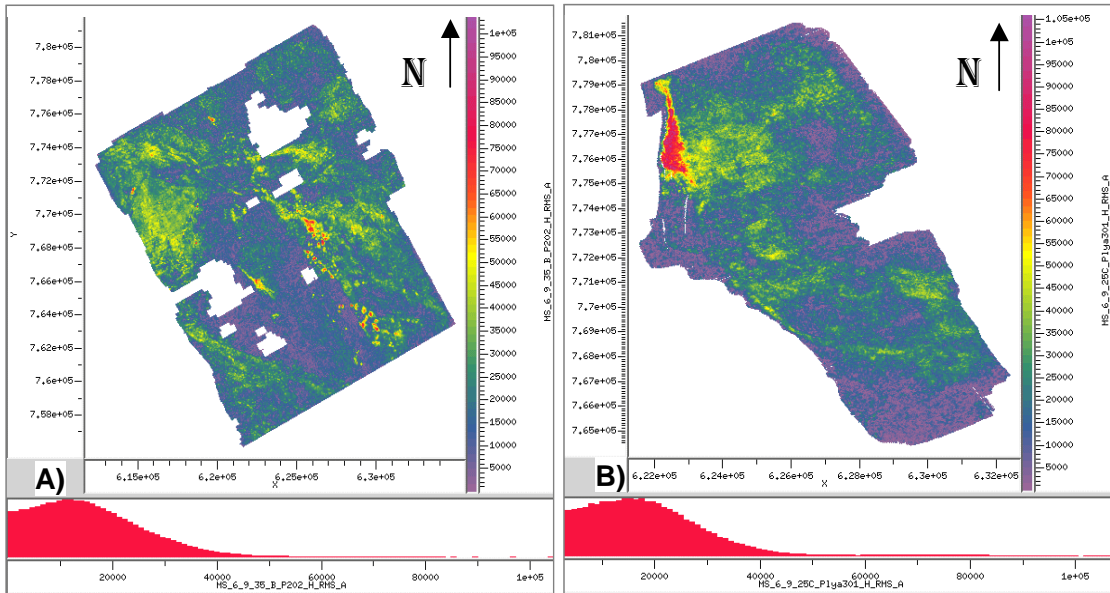 7.8e+05
7.78e+05
7.76e+05
7.74e+05
7.72e+05
7.7e+05
7.68e+05
7.66e+05
7.64e+05
7.62e+05
7.6e+05
7.58e+05
Y
N
1e+05
95000
90000
85000
80000
75000
70000
65000
60000
55000
50000
45000
40000
35000
30000
25000
20000
15000
10000
5000
MS_6_9_35_B_P202_H_RMS_A
A)
6.15e+05 6.2e+05 6.25e+05 6.3e+05
X
20000 40000 60000 80000 1e+05
MS_6_9_35_B_P202_H_RMS_A
7.81e+05
7.8e+05
7.79e+05
7.78e+05
7.77e+05
7.76e+05
7.75e+05
7.74e+05
7.73e+05
7.72e+05
7.71e+05
7.7e+05
7.69e+05
7.68e+05
7.67e+05
7.66e+05
7.65e+05
N
1.05e+05
1e+05
95000
90000
85000
80000
75000
70000
65000
60000
55000
50000
45000
40000
35000
30000
25000
20000
15000
10000
5000
MS_6_9_25C_Plya301_H_RMS_A
B)
6.22e+05 6.24e+05 6.26e+05 6.28e+05 6.3e+05 6.32e+05
X
20000 40000 60000 80000 1e+05
MS_6_9_25C_Plya301_H_RMS_A